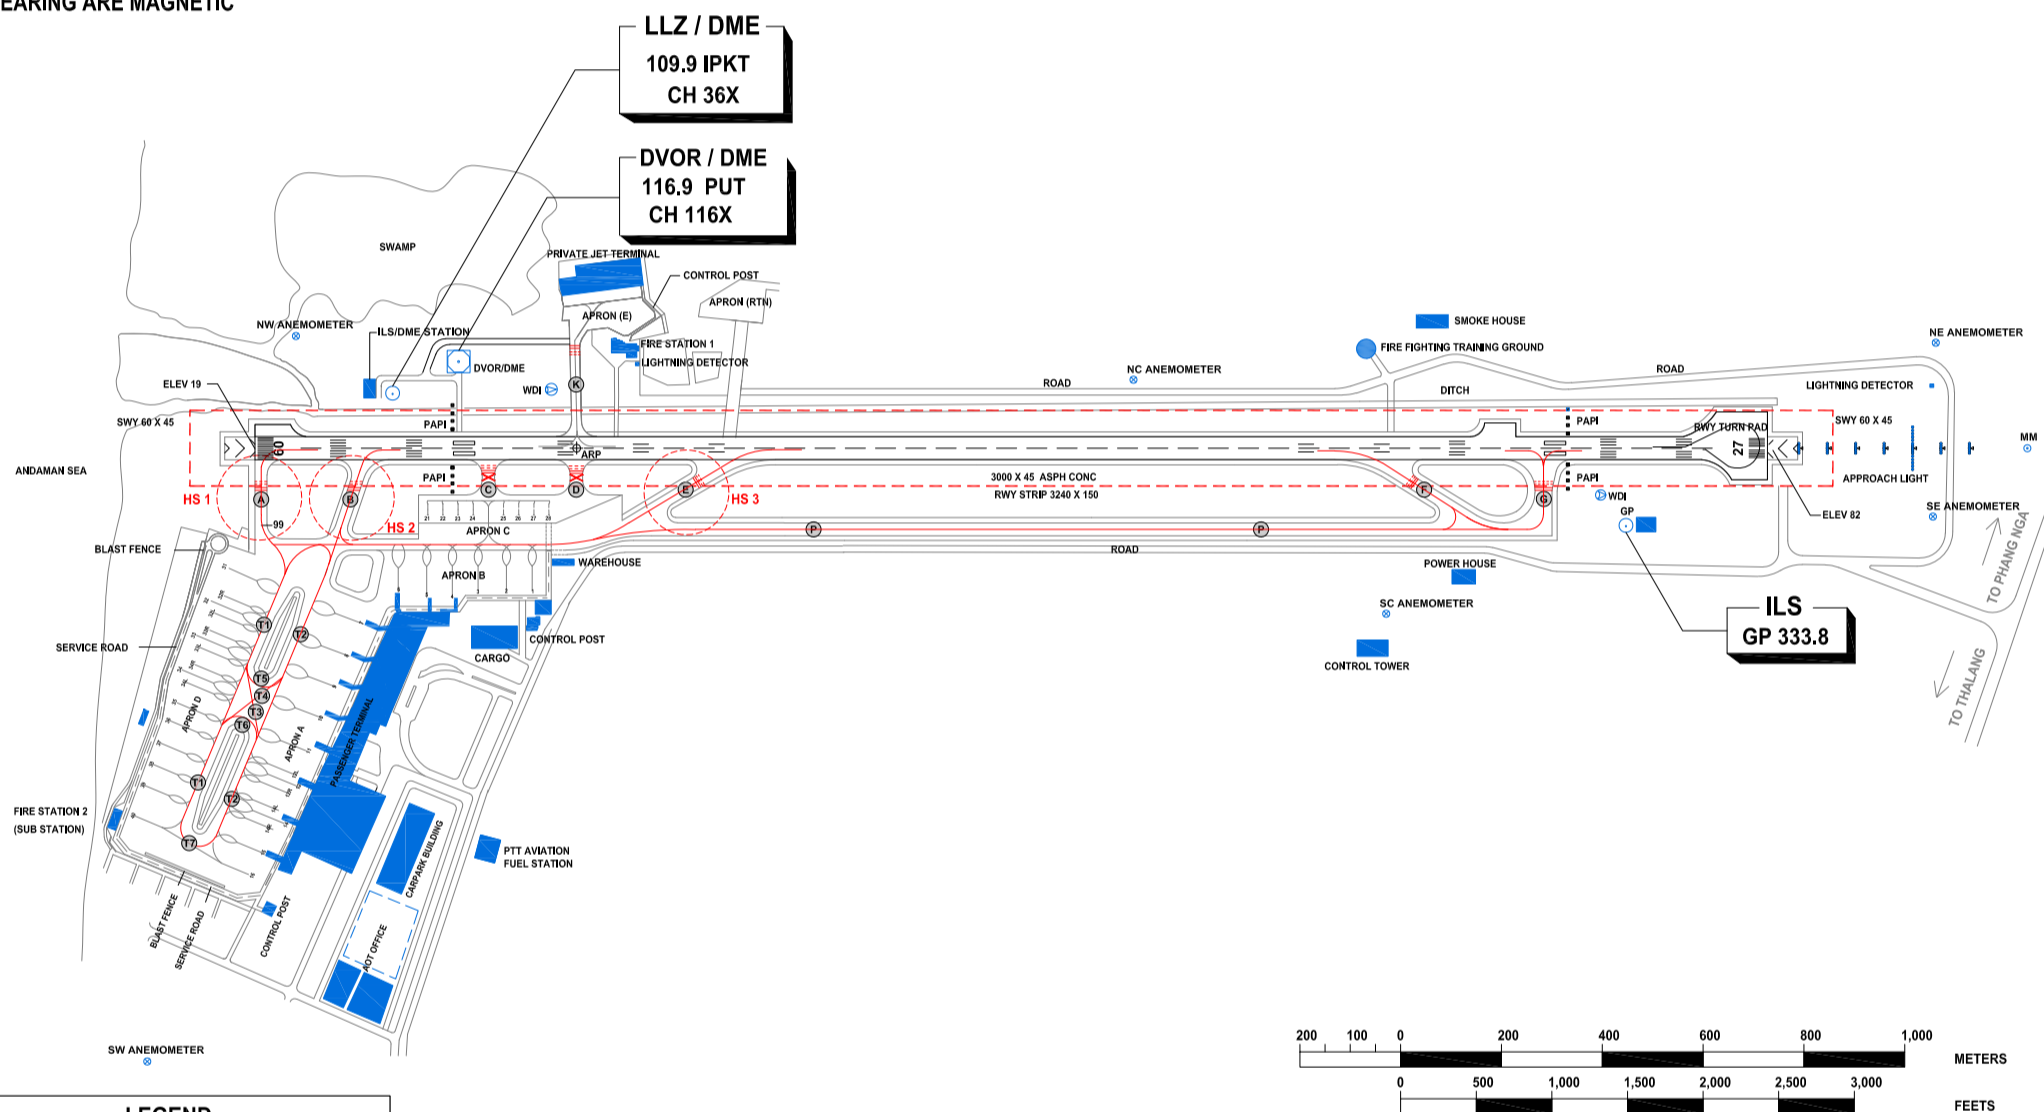 EARING ARE MAGNETIC
LLZ / DME
109.9 IPKT
CH 36X
DVOR / DME
116.9 PUT
CH 116X
SWAMP
PRIVATE JET TERMINAL
CONTROL POST
APRON (RTN)
APRON (E)
NW ANEMOMETER
ILS/DME STATION
FIRE STATION 1
LIGHTNING DETECTOR
SMOKE HOUSE
FIRE FIGHTING TRAINING GROUND
NE ANEMOMETER
DVOR/DME
NC ANEMOMETER
ROAD
ROAD
DITCH
LIGHTNING DETECTOR
ELEV 19
WDI
K
SWY 60 X 45
PAPI
PAPI
RWY TURN PAD
SWY 60 X 45
MM
09
ARP
27
ANDAMAN SEA
PAPI
3000 X 45 ASPH CONC
PAPI
APPROACH LIGHT
RWY STRIP 3240 X 150
HS 1
A
B
C
D
E
HS 3
F
G
WDI
GP
ELEV 82
SE ANEMOMETER
99
HS 2
21
22
23
24
25
26
27
28
APRON C
P
P
BLAST FENCE
ROAD
WAREHOUSE
APRON B
POWER HOUSE
TO PHANG NGA
SC ANEMOMETER
ILS
GP 333.8
T1
T2
CONTROL POST
SERVICE ROAD
CARGO
CONTROL TOWER
TO THALANG
T5
T4
T3
T6
APRON D
APRON A
PASSENGER TERMINAL
T1
T2
FIRE STATION 2
(SUB STATION)
T7
CARPARK BUILDING
PTT AVIATION
FUEL STATION
BLAST FENCE
SERVICE ROAD
CONTROL POST
AOT OFFICE
SW ANEMOMETER
200 100 0 200 400 600 800 1,000
METERS
0 500 1,000 1,500 2,000 2,500 3,000
FEETS
LEGEND